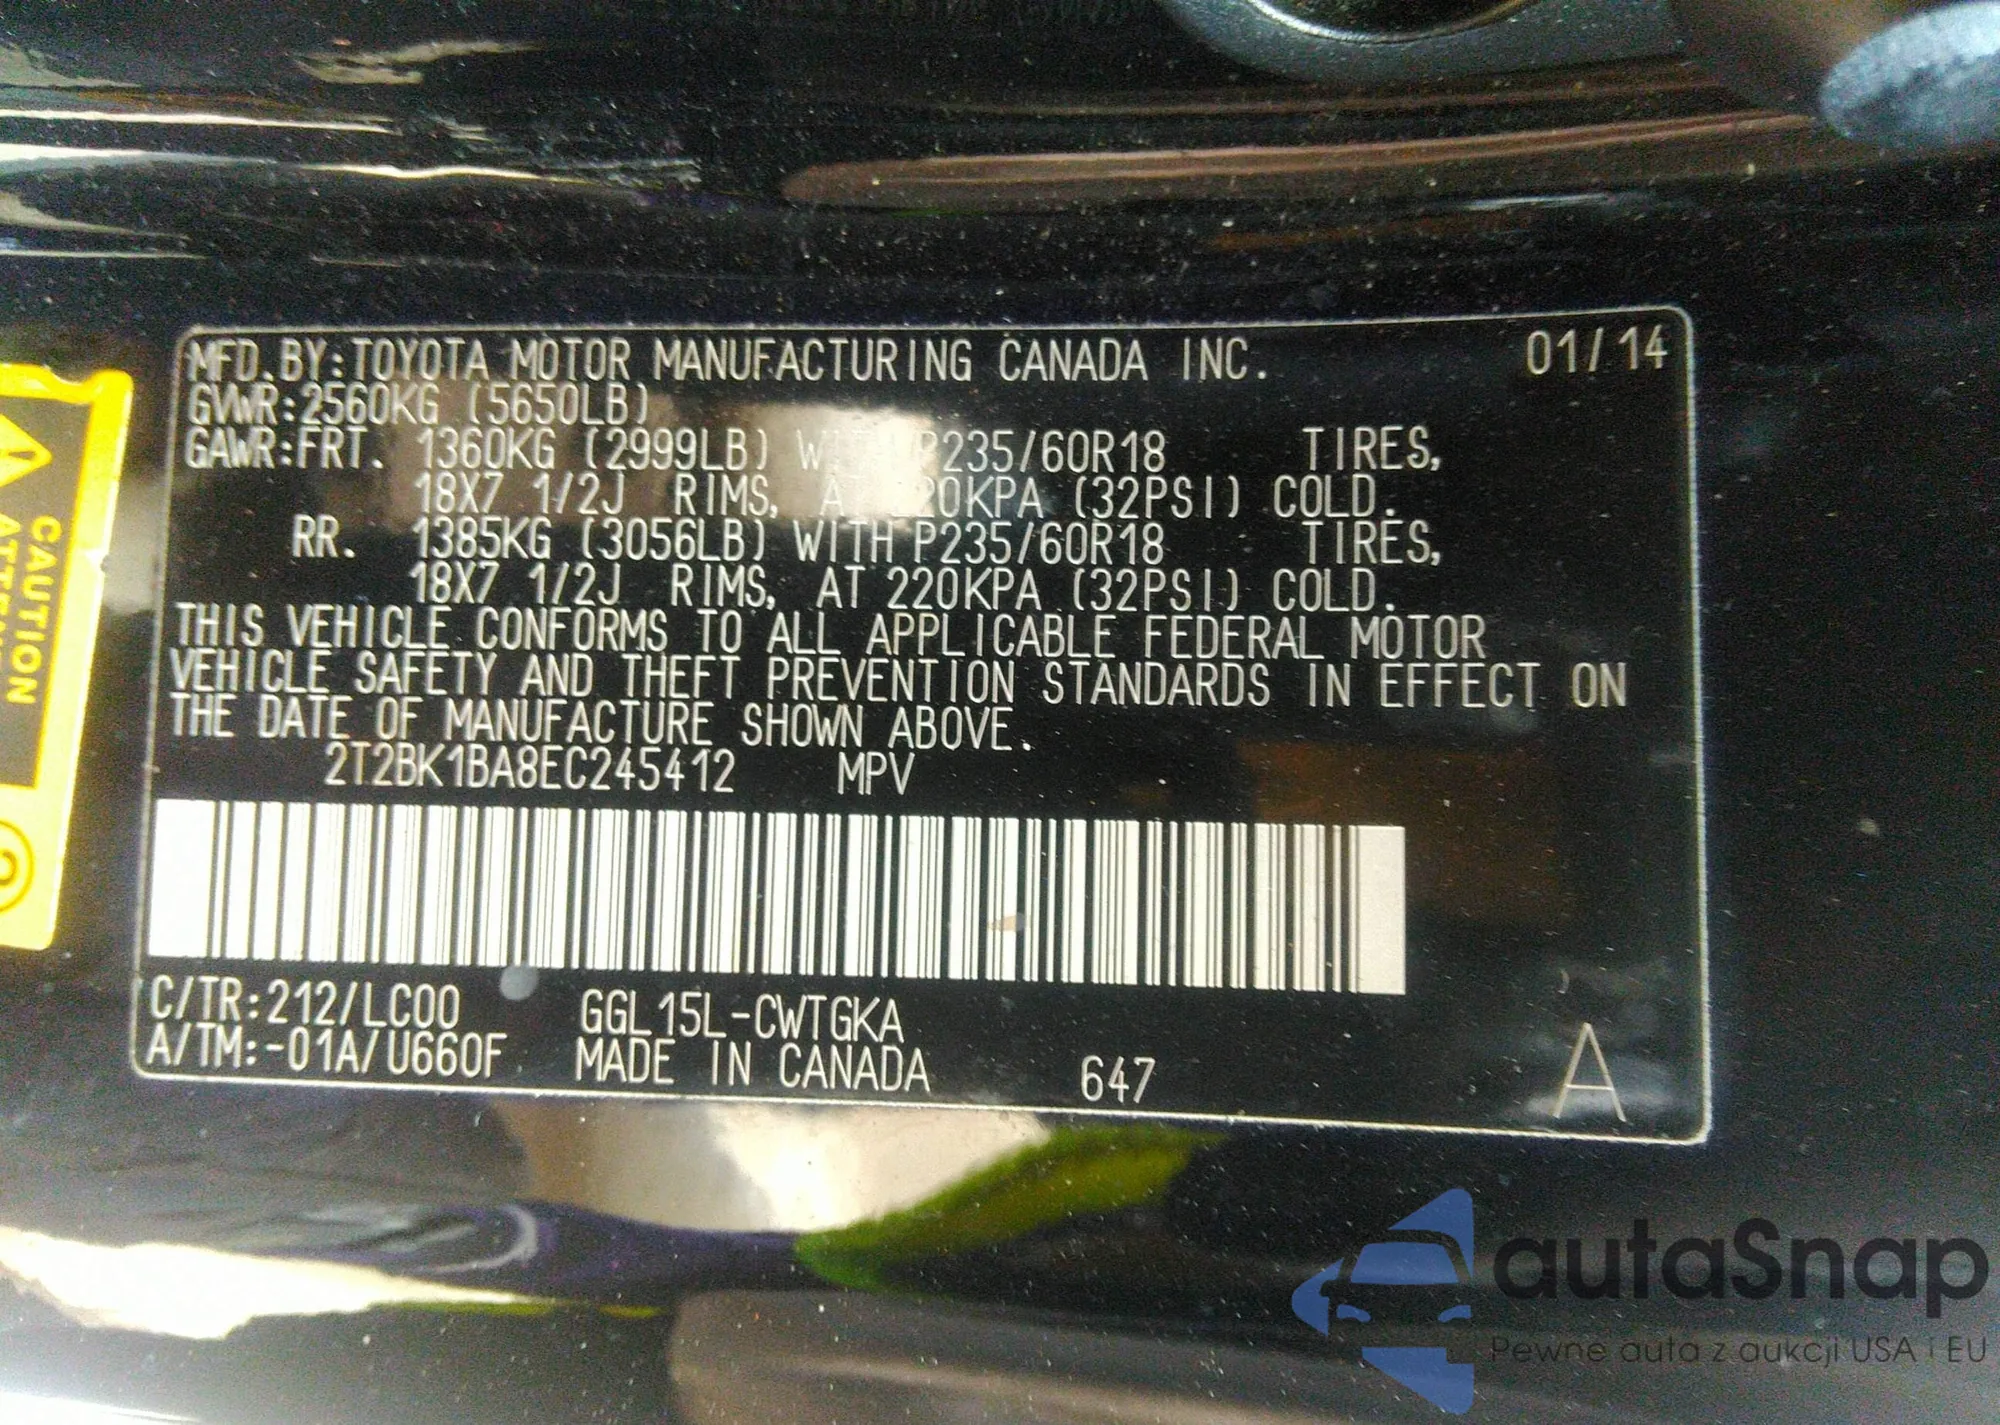 MFD.BY:TOYOTA MOTOR MANUFACTURING CANADA INC. 01/14
GVWR:2560KG (5650LB)
GAWR:FRT. 1360KG (2999LB) WITH P235/60R18 TIRES,
18X7 1/2J RIMS, AT 220KPA (32PSI) COLD.
RR. 1385KG (3056LB) WITH P235/60R18 TIRES,
18X7 1/2J RIMS, AT 220KPA (32PSI) COLD.
THIS VEHICLE CONFORMS TO ALL APPLICABLE FEDERAL MOTOR
VEHICLE SAFETY AND THEFT PREVENTION STANDARDS IN EFFECT ON
THE DATE OF MANUFACTURE SHOWN ABOVE.
2T2BK1BA8EC245412 MPV
C/TR:212/LC00 GGL15L-CWTGKA
A/TM:-01A/U660F MADE IN CANADA 647 A
CAUTION
autaSnap
Pewne auta z aukcji USA i EU